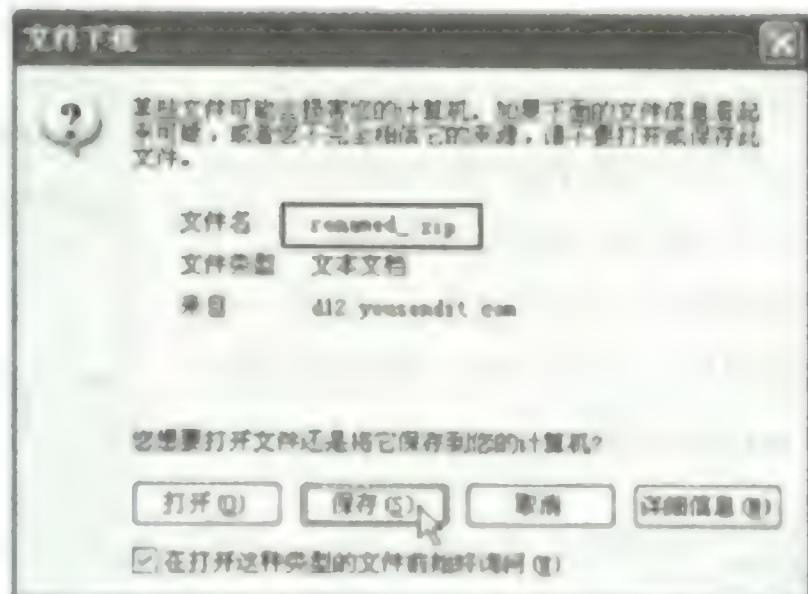 文件下载
某些文件可能会损害您的计算机。如果下面的文件信息看起
来可疑，或者您不完全相信它的来源，请不要打开或保存此
文件。
文件名 renamed_ zip
文件类型 文本文档
来自 dl2 yousendit com
您想要打开文件还是将它保存到您的计算机?
打开(O) 保存(S) 取消 详细信息(M)
在打开这种类型的文件前始终询问(W)